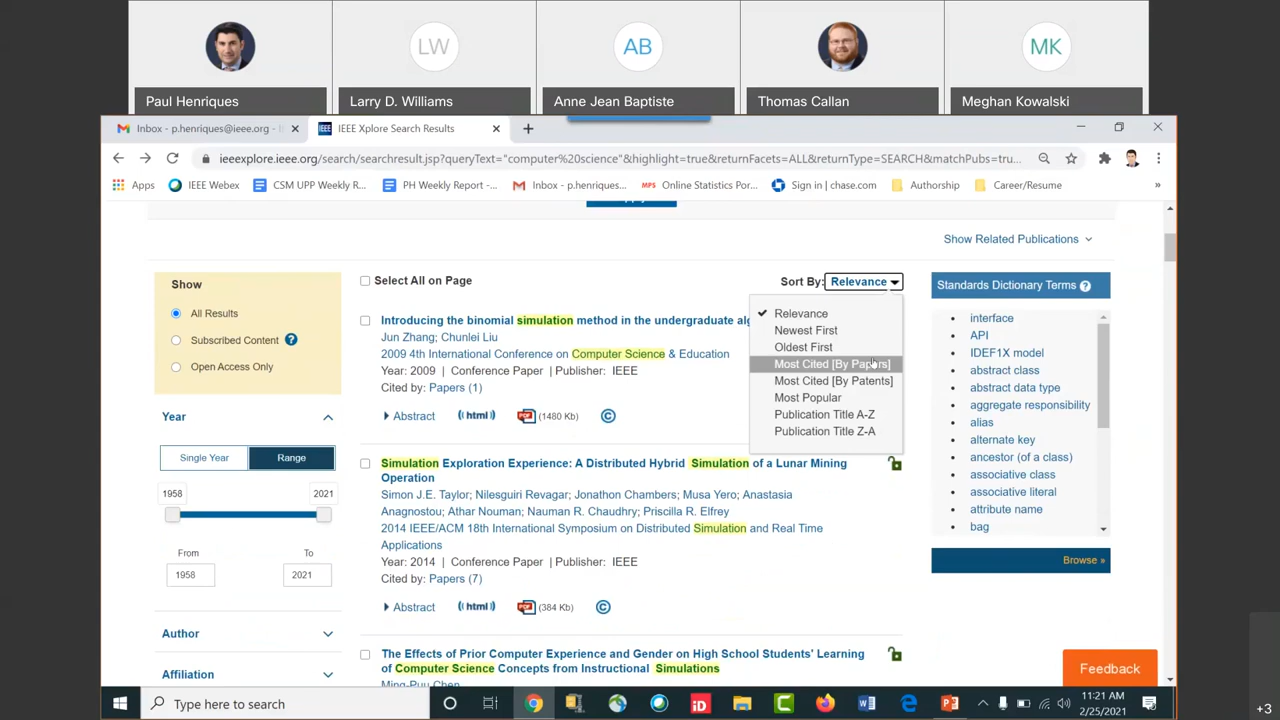 LW
AB
MK
Paul Henriques
Larry D. Williams
Anne Jean Baptiste
Thomas Callan
Meghan Kowalski
Inbox - p.henriques@ieee.org -
IEEE Xplore Search Results
ieeexplore.ieee.org/search/searchresult.jsp?queryText="computer%20science"&highlight=true&returnFacets=ALL&returnType=SEARCH&matchPubs=tru...
Apps
IEEE Webex
CSM UPP Weekly R...
PH Weekly Report -...
Inbox - p.henriques...
MPS Online Statistics Por...
Sign in | chase.com
Authorship
Career/Resume
Show Related Publications
Show
All Results
Subscribed Content
Open Access Only
Year
Single Year
Range
1958
2021
From
To
1958
2021
Author
Affiliation
Select All on Page
Sort By: Relevance
Relevance
Newest First
Oldest First
Most Cited [By Papers]
Most Cited [By Patents]
Most Popular
Publication Title A-Z
Publication Title Z-A
Introducing the binomial simulation method in the undergraduate alg
Jun Zhang; Chunlei Liu
2009 4th International Conference on Computer Science & Education
Year: 2009 | Conference Paper | Publisher: IEEE
Cited by: Papers (1)
Abstract
html
PDF (1480 Kb)
©
Simulation Exploration Experience: A Distributed Hybrid Simulation of a Lunar Mining
Operation
Simon J.E. Taylor; Nilesguiri Revagar; Jonathon Chambers; Musa Yero; Anastasia
Anagnostou; Athar Nouman; Nauman R. Chaudhry; Priscilla R. Elfrey
2014 IEEE/ACM 18th International Symposium on Distributed Simulation and Real Time
Applications
Year: 2014 | Conference Paper | Publisher: IEEE
Cited by: Papers (7)
Abstract
html
PDF (384 Kb)
©
The Effects of Prior Computer Experience and Gender on High School Students' Learning
of Computer Science Concepts from Instructional Simulations
Ming-Puu Chen
Standards Dictionary Terms ?
interface
API
IDEF1X model
abstract class
abstract data type
aggregate responsibility
alias
alternate key
ancestor (of a class)
associative class
associative literal
attribute name
bag
Browse »
Feedback
Type here to search
11:21 AM
2/25/2021
+3